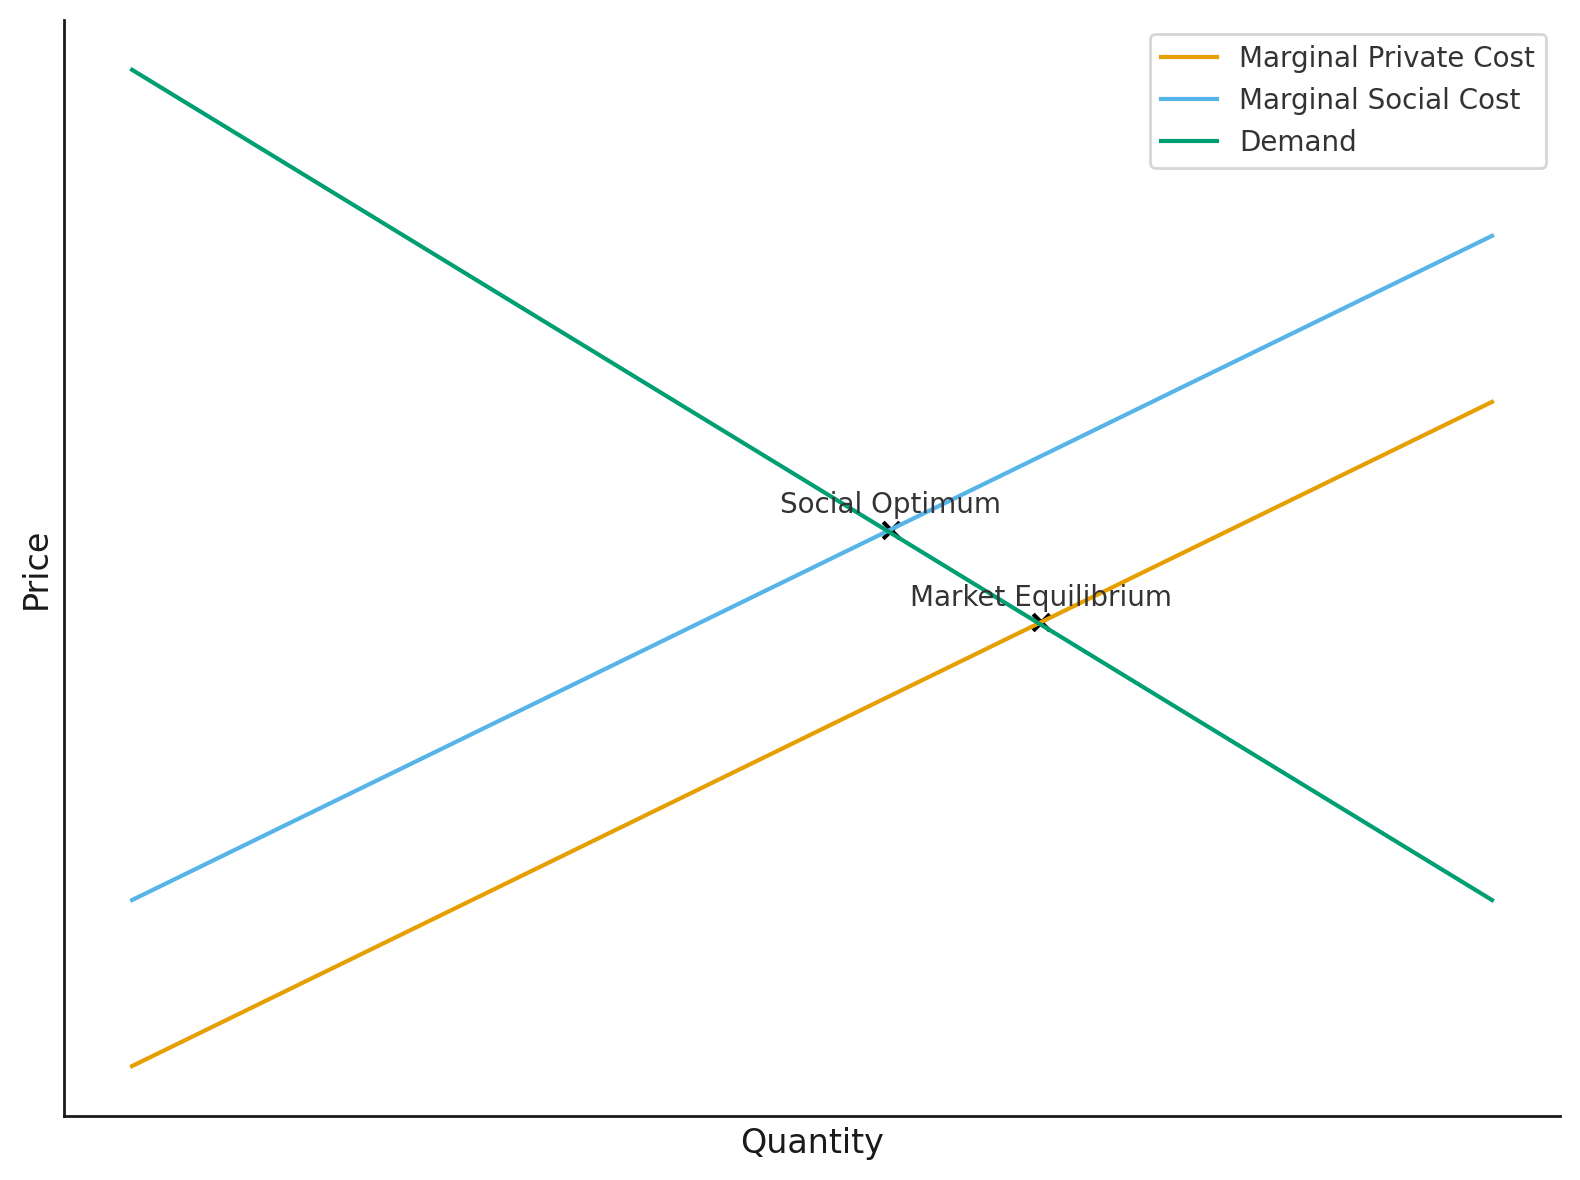 Marginal Private Cost
Marginal Social Cost
Demand
Social Optimum
Market Equilibrium
Price
Quantity